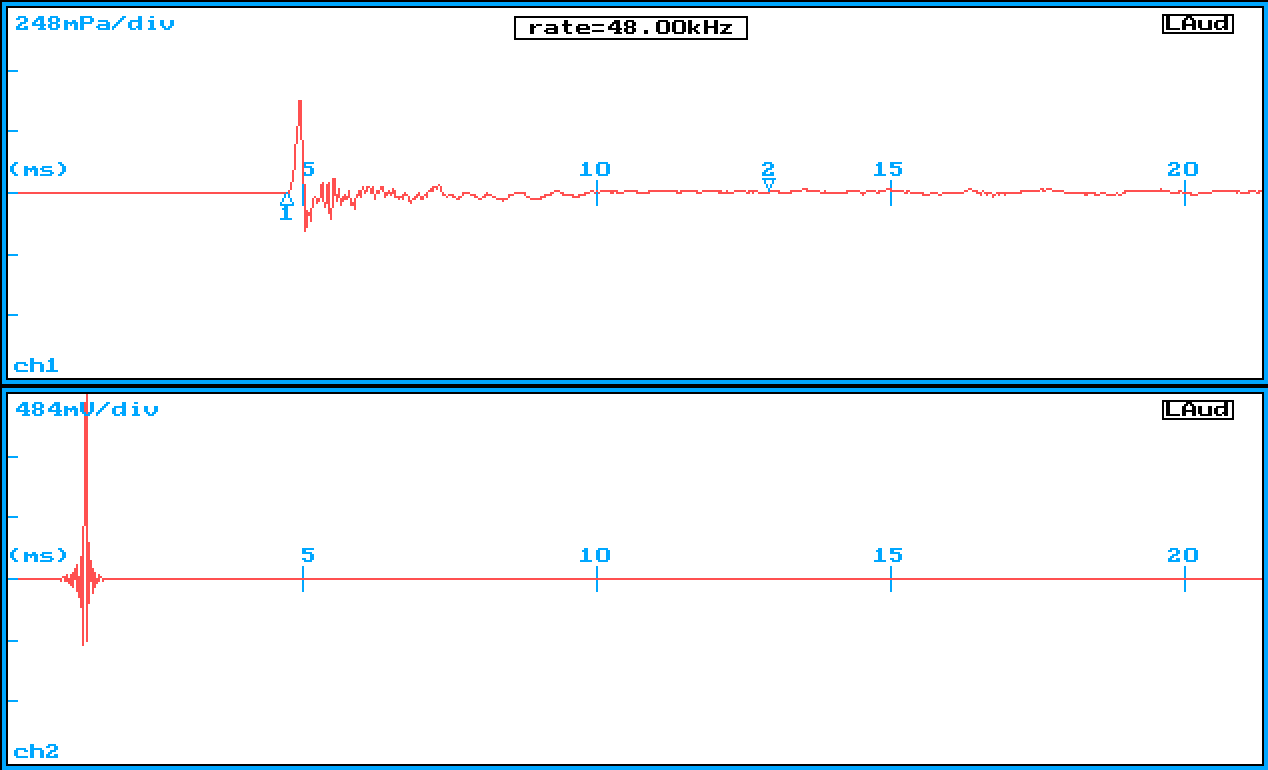 248mPa/div
rate=48.00kHz
LAud
(ms) 5 10 2 15 20
1
ch1
484mV/div
LAud
(ms) 5 10 15 20
ch2